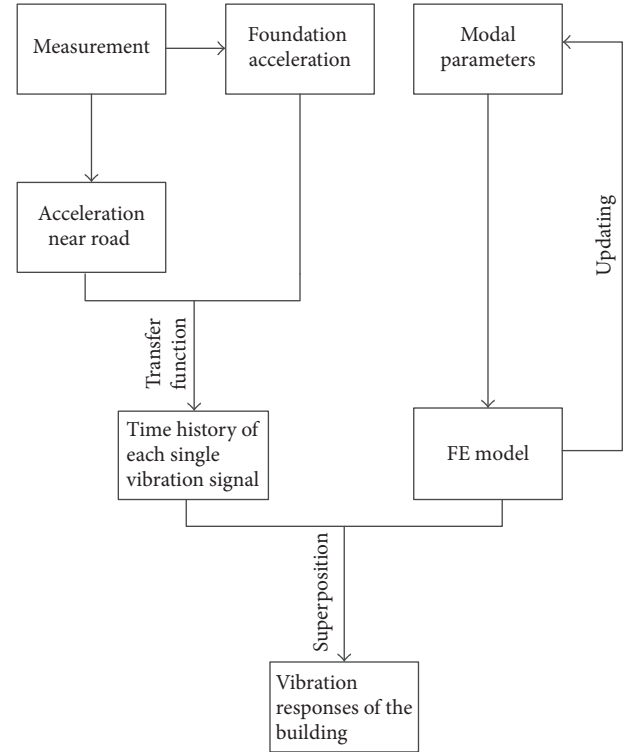 Measurement
Foundation
acceleration
Modal
parameters
Acceleration
near road
Updating
Transfer
function
Time history of
each single
vibration signal
FE model
Superposition
Vibration
responses of the
building